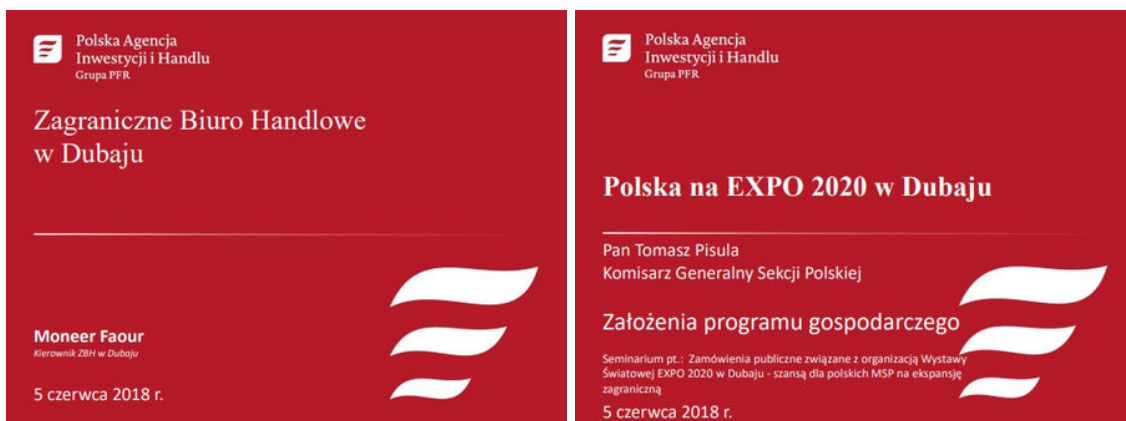 Polska Agencja
Inwestycji i Handlu
Grupa PFR
Zagraniczne Biuro Handlowe
w Dubaju
Moneer Faour
Kierownik ZBH w Dubaju
5 czerwca 2018 r.
Polska Agencja
Inwestycji i Handlu
Grupa PFR
Polska na EXPO 2020 w Dubaju
Pan Tomasz Pisula
Komisarz Generalny Sekcji Polskiej
Założenia programu gospodarczego
Seminarium pt.: Zamówienia publiczne związane z organizacją Wystawy
Światowej EXPO 2020 w Dubaju - szansą dla polskich MSP na ekspansję
zagraniczną
5 czerwca 2018 r.